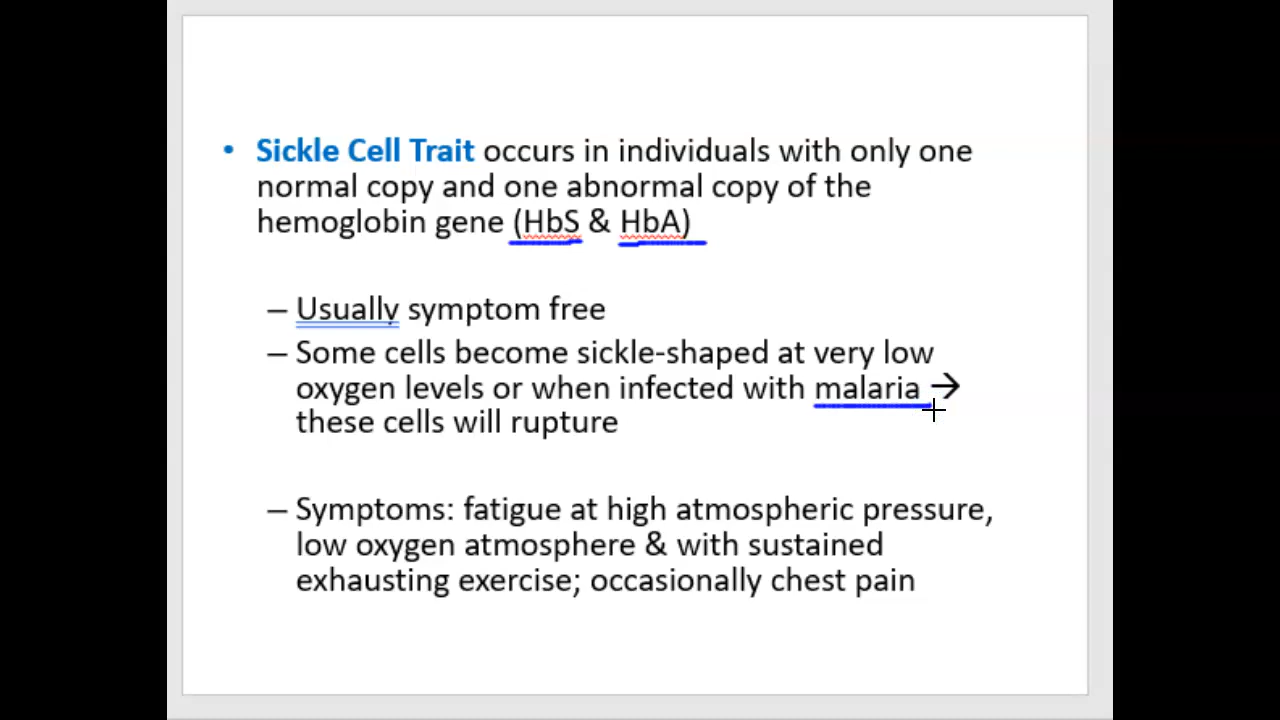 • Sickle Cell Trait occurs in individuals with only one
normal copy and one abnormal copy of the
hemoglobin gene (HbS & HbA)
– Usually symptom free
– Some cells become sickle-shaped at very low
oxygen levels or when infected with malaria →
these cells will rupture
– Symptoms: fatigue at high atmospheric pressure,
low oxygen atmosphere & with sustained
exhausting exercise; occasionally chest pain